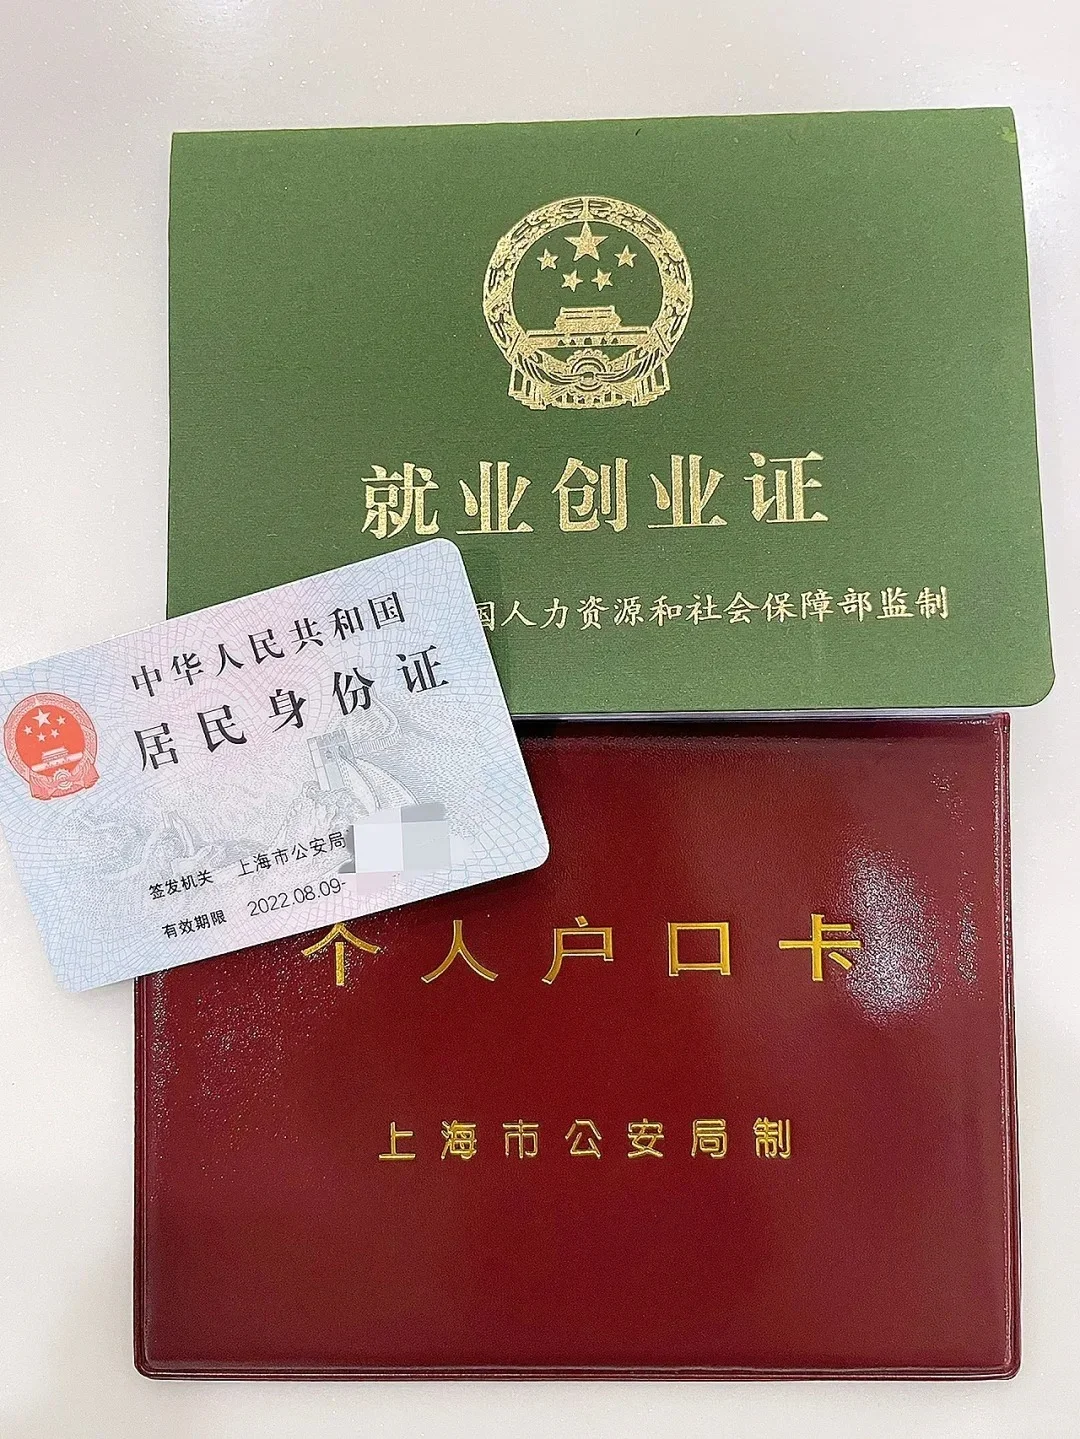 就业创业证
国人力资源和社会保障部监制
中华人民共和国
居民身份证
签发机关 上海市公安局
有效期限 2022.08.09-
个人户口卡
上海市公安局制